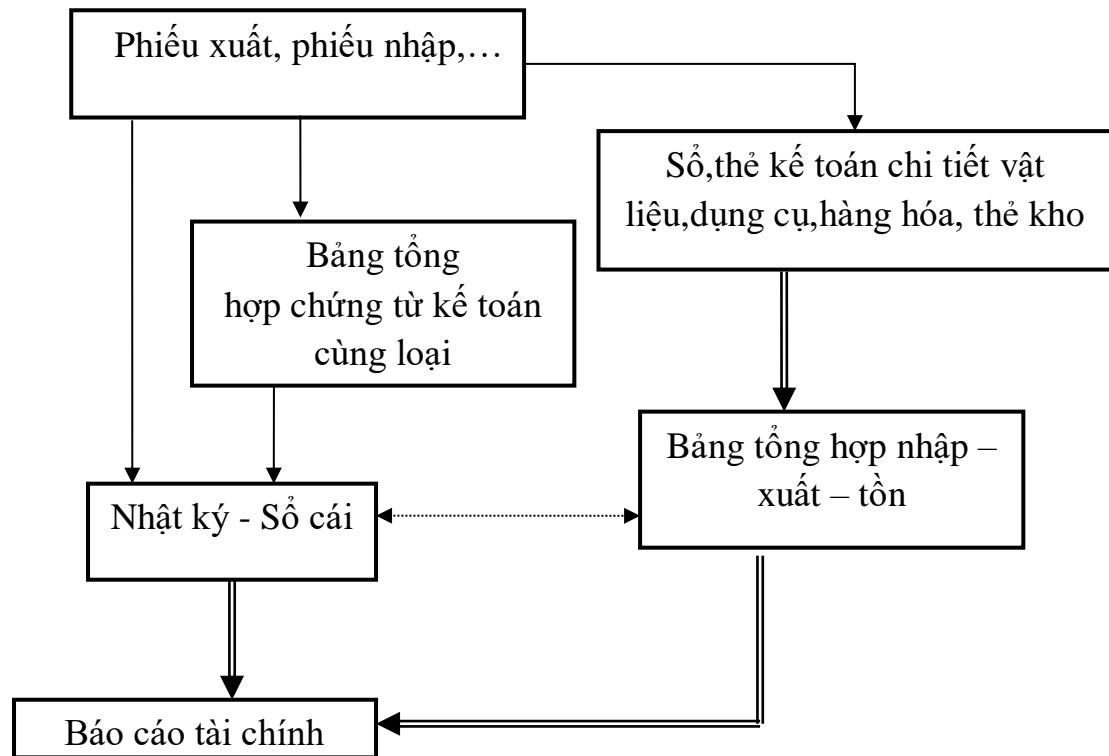 Phiếu xuất, phiếu nhập,…
Sổ,thẻ kế toán chi tiết vật
liệu,dụng cụ,hàng hóa, thẻ kho
Bảng tổng
hợp chứng từ kế toán
cùng loại
Bảng tổng hợp nhập –
xuất – tồn
Nhật ký - Sổ cái
Báo cáo tài chính